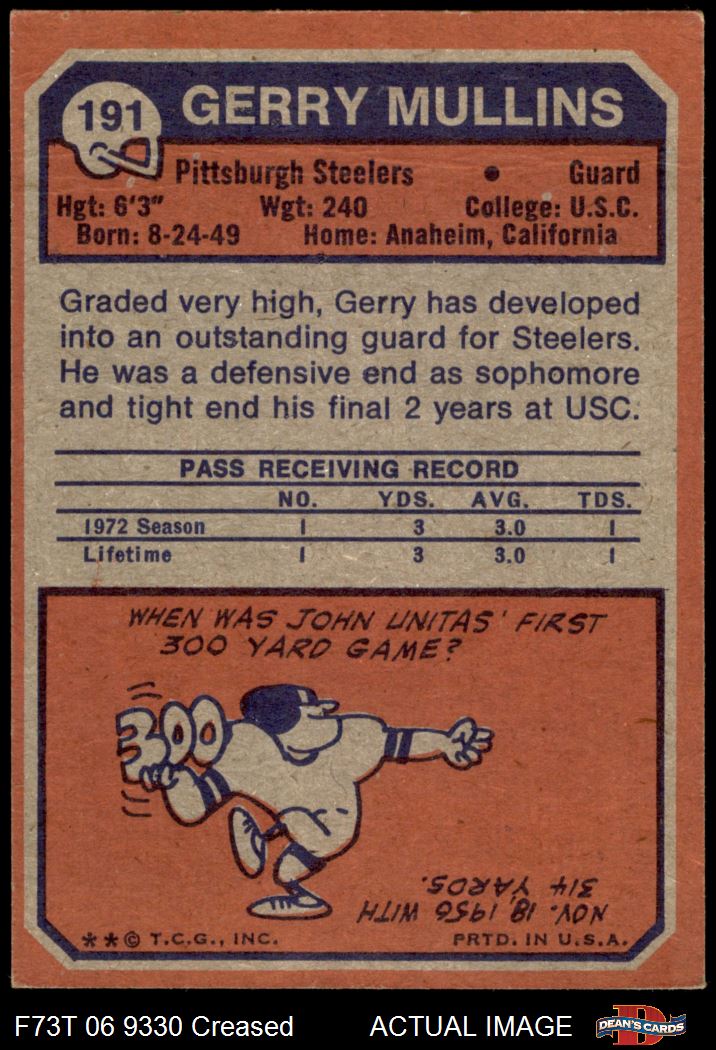 191 GERRY MULLINS
Pittsburgh Steelers • Guard
Hgt: 6'3" Wgt: 240 College: U.S.C.
Born: 8-24-49 Home: Anaheim, California
Graded very high, Gerry has developed
into an outstanding guard for Steelers.
He was a defensive end as sophomore
and tight end his final 2 years at USC.
PASS RECEIVING RECORD
NO. YDS. AVG. TDS.
1972 Season 1 3 3.0 1
Lifetime 1 3 3.0 1
WHEN WAS JOHN UNITAS' FIRST
300 YARD GAME?
300
NOV. 18, 1956 WITH
314 YARDS.
**© T.C.G., INC. PRTD. IN U.S.A.
F73T 06 9330 Creased ACTUAL IMAGE
D
DEAN'S CARDS